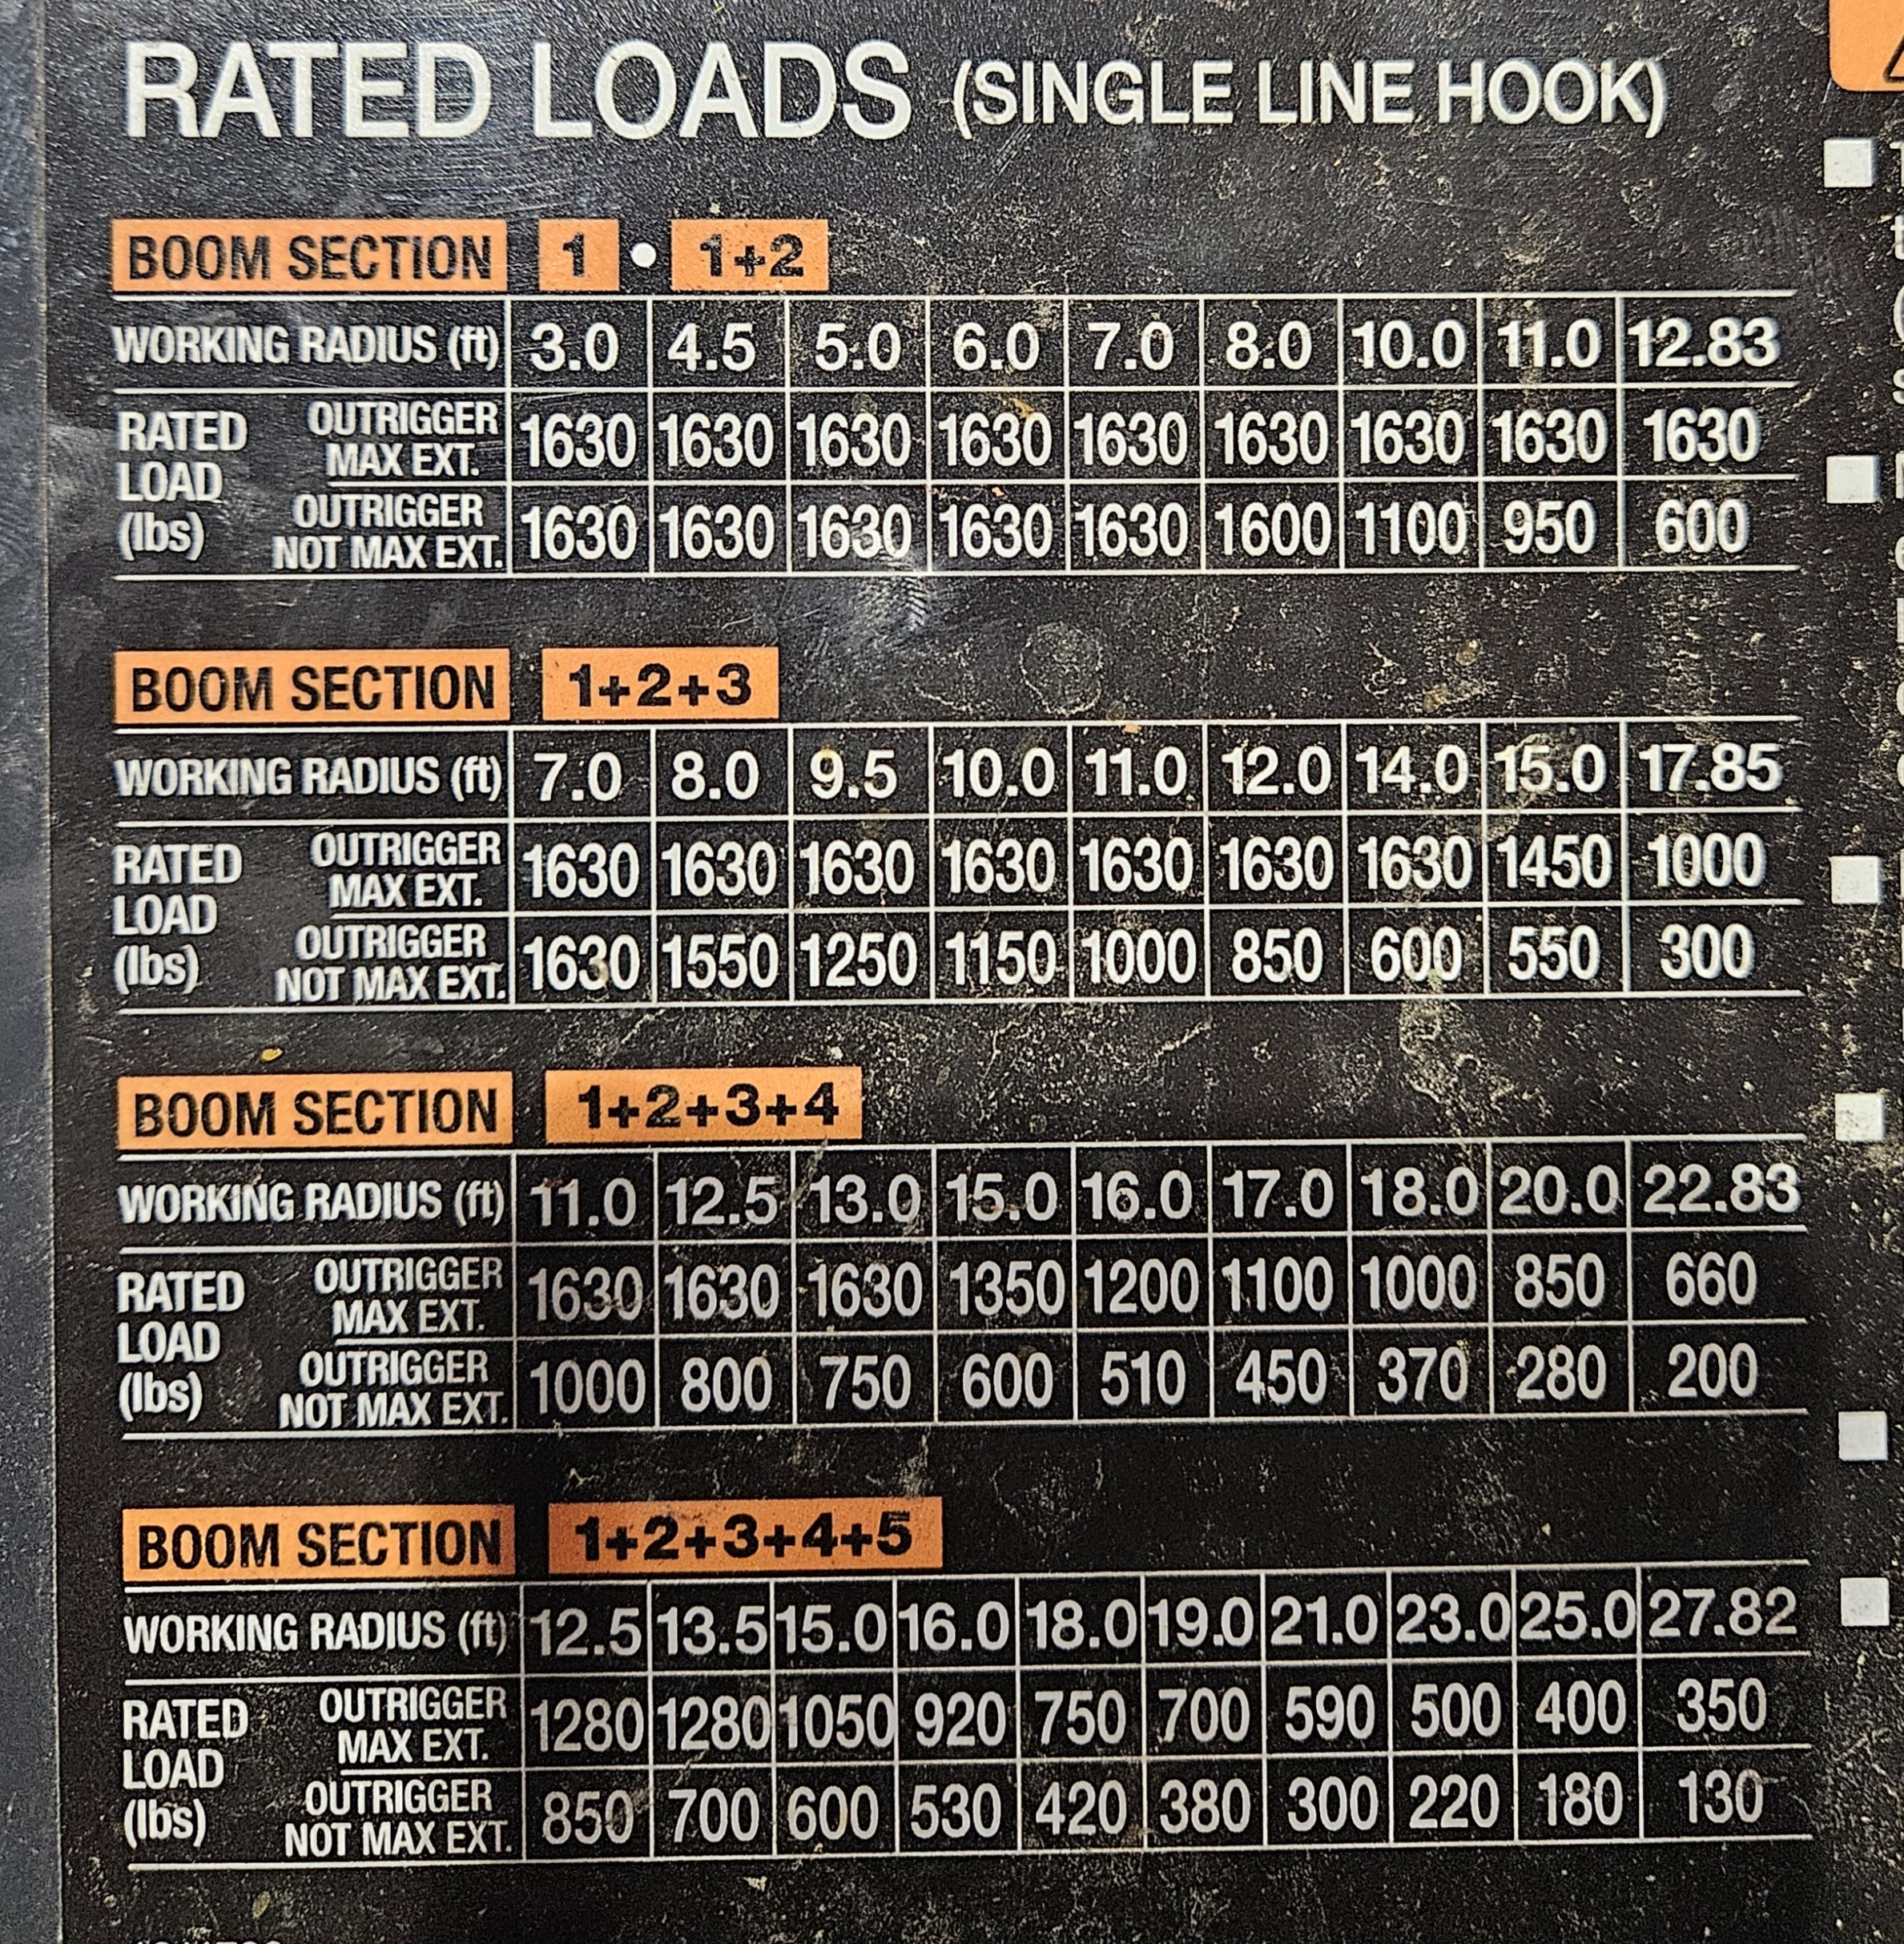 RATED LOADS (SINGLE LINE HOOK)
BOOM SECTION 1 • 1+2
WORKING RADIUS (ft) 3.0 4.5 5.0 6.0 7.0 8.0 10.0 11.0 12.83
RATED LOAD (lbs)
OUTRIGGER MAX EXT. 1630 1630 1630 1630 1630 1630 1630 1630 1630
OUTRIGGER NOT MAX EXT. 1630 1630 1630 1630 1630 1600 1100 950 600
BOOM SECTION 1+2+3
WORKING RADIUS (ft) 7.0 8.0 9.5 10.0 11.0 12.0 14.0 15.0 17.85
RATED LOAD (lbs)
OUTRIGGER MAX EXT. 1630 1630 1630 1630 1630 1630 1630 1450 1000
OUTRIGGER NOT MAX EXT. 1630 1550 1250 1150 1000 850 600 550 300
BOOM SECTION 1+2+3+4
WORKING RADIUS (ft) 11.0 12.5 13.0 15.0 16.0 17.0 18.0 20.0 22.83
RATED LOAD (lbs)
OUTRIGGER MAX EXT. 1630 1630 1630 1350 1200 1100 1000 850 660
OUTRIGGER NOT MAX EXT. 1000 800 750 600 510 450 370 280 200
BOOM SECTION 1+2+3+4+5
WORKING RADIUS (ft) 12.5 13.5 15.0 16.0 18.0 19.0 21.0 23.0 25.0 27.82
RATED LOAD (lbs)
OUTRIGGER MAX EXT. 1280 1280 1050 920 750 700 590 500 400 350
OUTRIGGER NOT MAX EXT. 850 700 600 530 420 380 300 220 180 130